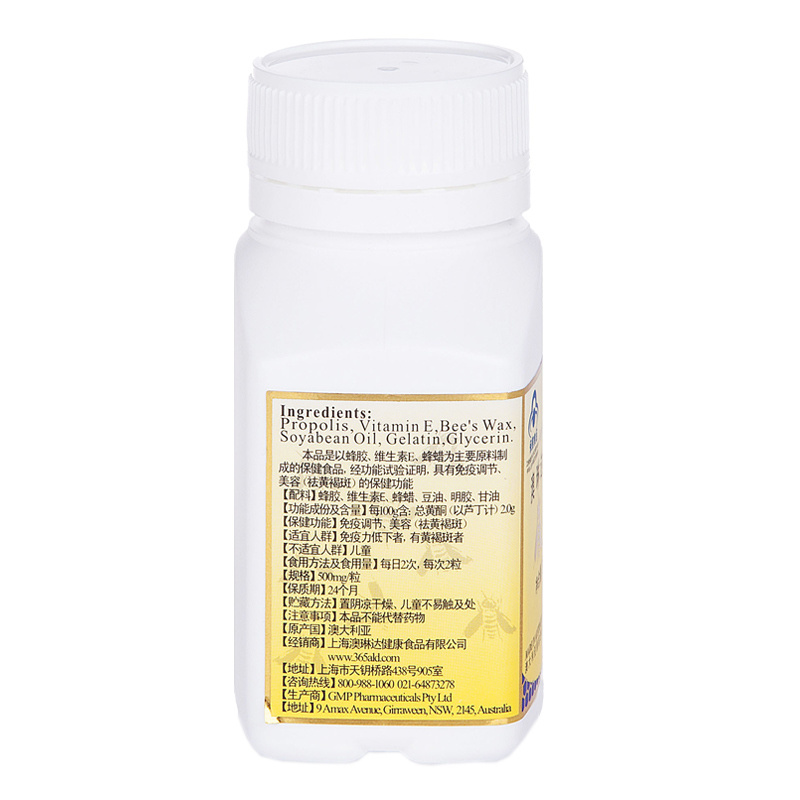 Ingredients:
Propolis, Vitamin E, Bee's Wax,
Soyabean Oil, Gelatin, Glycerin.
本品是以蜂胶、维生素E、蜂蜡为主要原料制
成的保健食品，经功能试验证明，具有免疫调节、
美容（祛黄褐斑）的保健功能
【配料】蜂胶、维生素E、蜂蜡、豆油、明胶、甘油
【功能成份及含量】每100g含：总黄酮（以芦丁计）2.0g
【保健功能】免疫调节、美容（祛黄褐斑）
【适宜人群】免疫力低下者，有黄褐斑者
【不适宜人群】儿童
【食用方法及食用量】每日2次，每次2粒
【规格】500mg/粒
【保质期】24个月
【贮藏方法】置阴凉干燥、儿童不易触及处
【注意事项】本品不能代替药物
【原产国】澳大利亚
【经销商】上海澳琳达健康食品有限公司
www.365ald.com
【地址】上海市天钥桥路438号905室
【咨询热线】800-988-1060 021-64873278
【生产商】GMP Pharmaceuticals Pty Ltd
【地址】9 Amax Avenue, Girraween, NSW, 2145, Australia